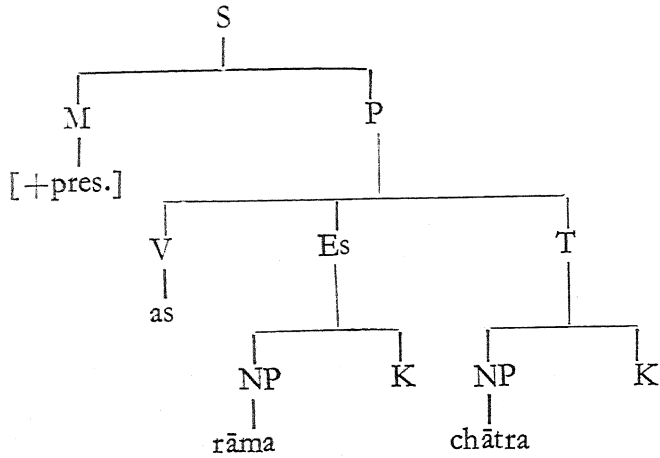 S
M P
[+pres.]
V Es T
as
NP K NP K
rāma chātra